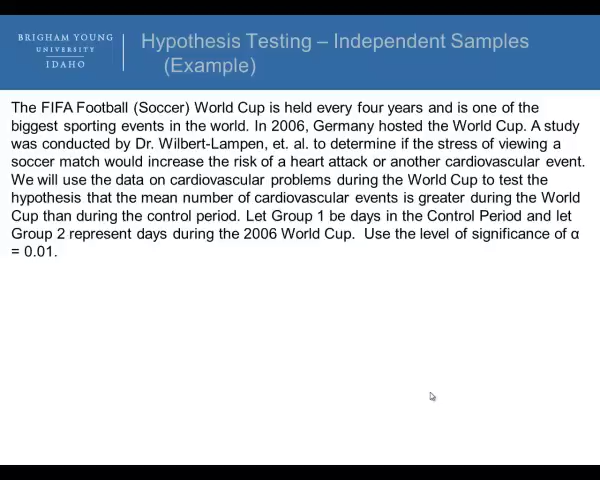 BRIGHAM YOUNG
UNIVERSITY
IDAHO
Hypothesis Testing – Independent Samples
(Example)
The FIFA Football (Soccer) World Cup is held every four years and is one of the
biggest sporting events in the world. In 2006, Germany hosted the World Cup. A study
was conducted by Dr. Wilbert-Lampen, et. al. to determine if the stress of viewing a
soccer match would increase the risk of a heart attack or another cardiovascular event.
We will use the data on cardiovascular problems during the World Cup to test the
hypothesis that the mean number of cardiovascular events is greater during the World
Cup than during the control period. Let Group 1 be days in the Control Period and let
Group 2 represent days during the 2006 World Cup. Use the level of significance of α
= 0.01.